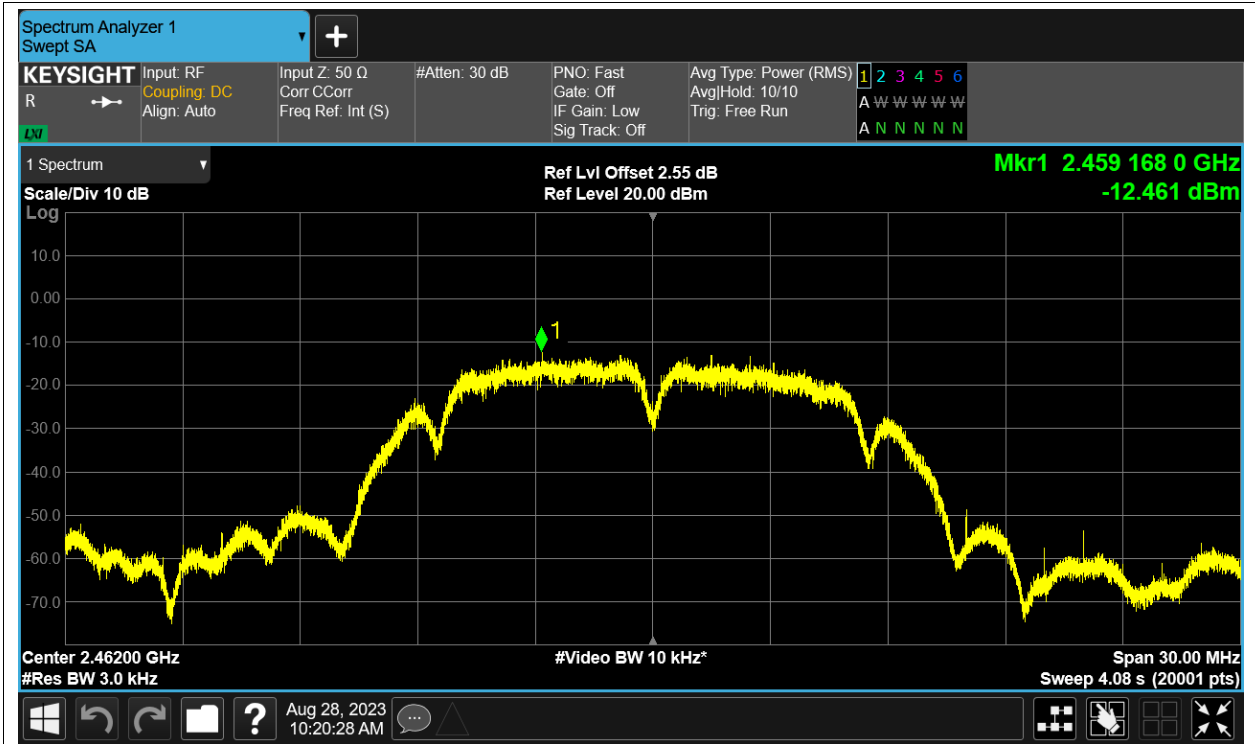 Spectrum Analyzer 1
Swept SA
KEYSIGHT
R
LXI
Input: RF
Coupling: DC
Align: Auto
Input Z: 50 Ω
Corr CCorr
Freq Ref: Int (S)
#Atten: 30 dB
PNO: Fast
Gate: Off
IF Gain: Low
Sig Track: Off
Avg Type: Power (RMS)
Avg|Hold: 10/10
Trig: Free Run
1 2 3 4 5 6
A W W W W W
A N N N N N
1 Spectrum
Scale/Div 10 dB
Log
Ref Lvl Offset 2.55 dB
Ref Level 20.00 dBm
Mkr1 2.459 168 0 GHz
-12.461 dBm
10.0
0.00
-10.0
-20.0
-30.0
-40.0
-50.0
-60.0
-70.0
1
Center 2.46200 GHz
#Res BW 3.0 kHz
#Video BW 10 kHz*
Span 30.00 MHz
Sweep 4.08 s (20001 pts)
?
Aug 28, 2023
10:20:28 AM